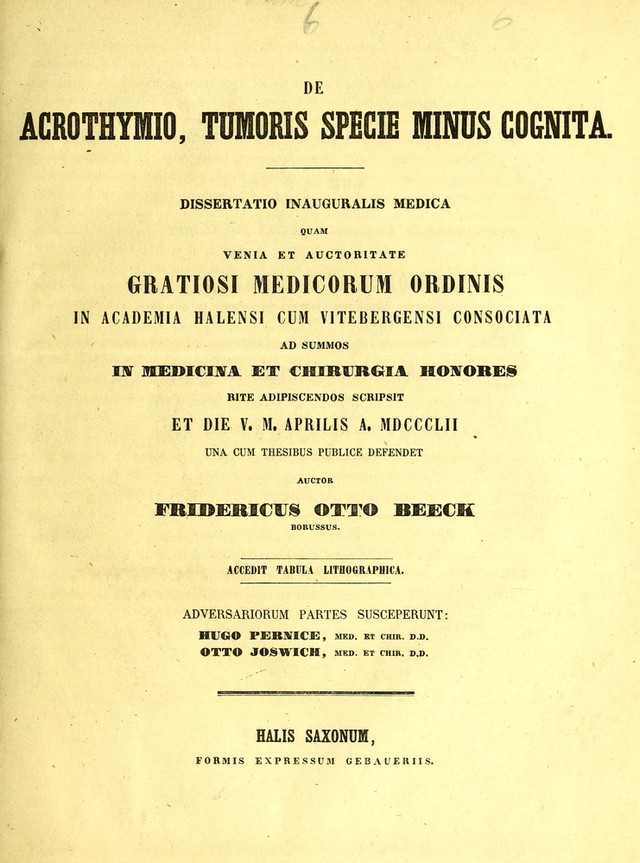 6 6
DE
ACROTHYMIO, TUMORIS SPECIE MINUS COGNITA.
DISSERTATIO INAUGURALIS MEDICA
QUAM
VENIA ET AUCTORITATE
GRATIOSI MEDICORUM ORDINIS
IN ACADEMIA HALENSI CUM VITEBERGENSI CONSOCIATA
AD SUMMOS
IN MEDICINA ET CHIRURGIA HONORES
RITE ADIPISCENDOS SCRIPSIT
ET DIE V. M. APRILIS A. MDCCCLII
UNA CUM THESIBUS PUBLICE DEFENDET
AUCTOR
FRIDERICUS OTTO BEECK
BORUSSUS.
ACCEDIT TABULA LITHOGRAPHICA.
ADVERSARIORUM PARTES SUSCEPERUNT:
HUGO PERNICE, MED. ET CHIR. D.D.
OTTO JOSWICH, MED. ET CHIR. D.D.
HALIS SAXONUM,
FORMIS EXPRESSUM GEBAUERIIS.